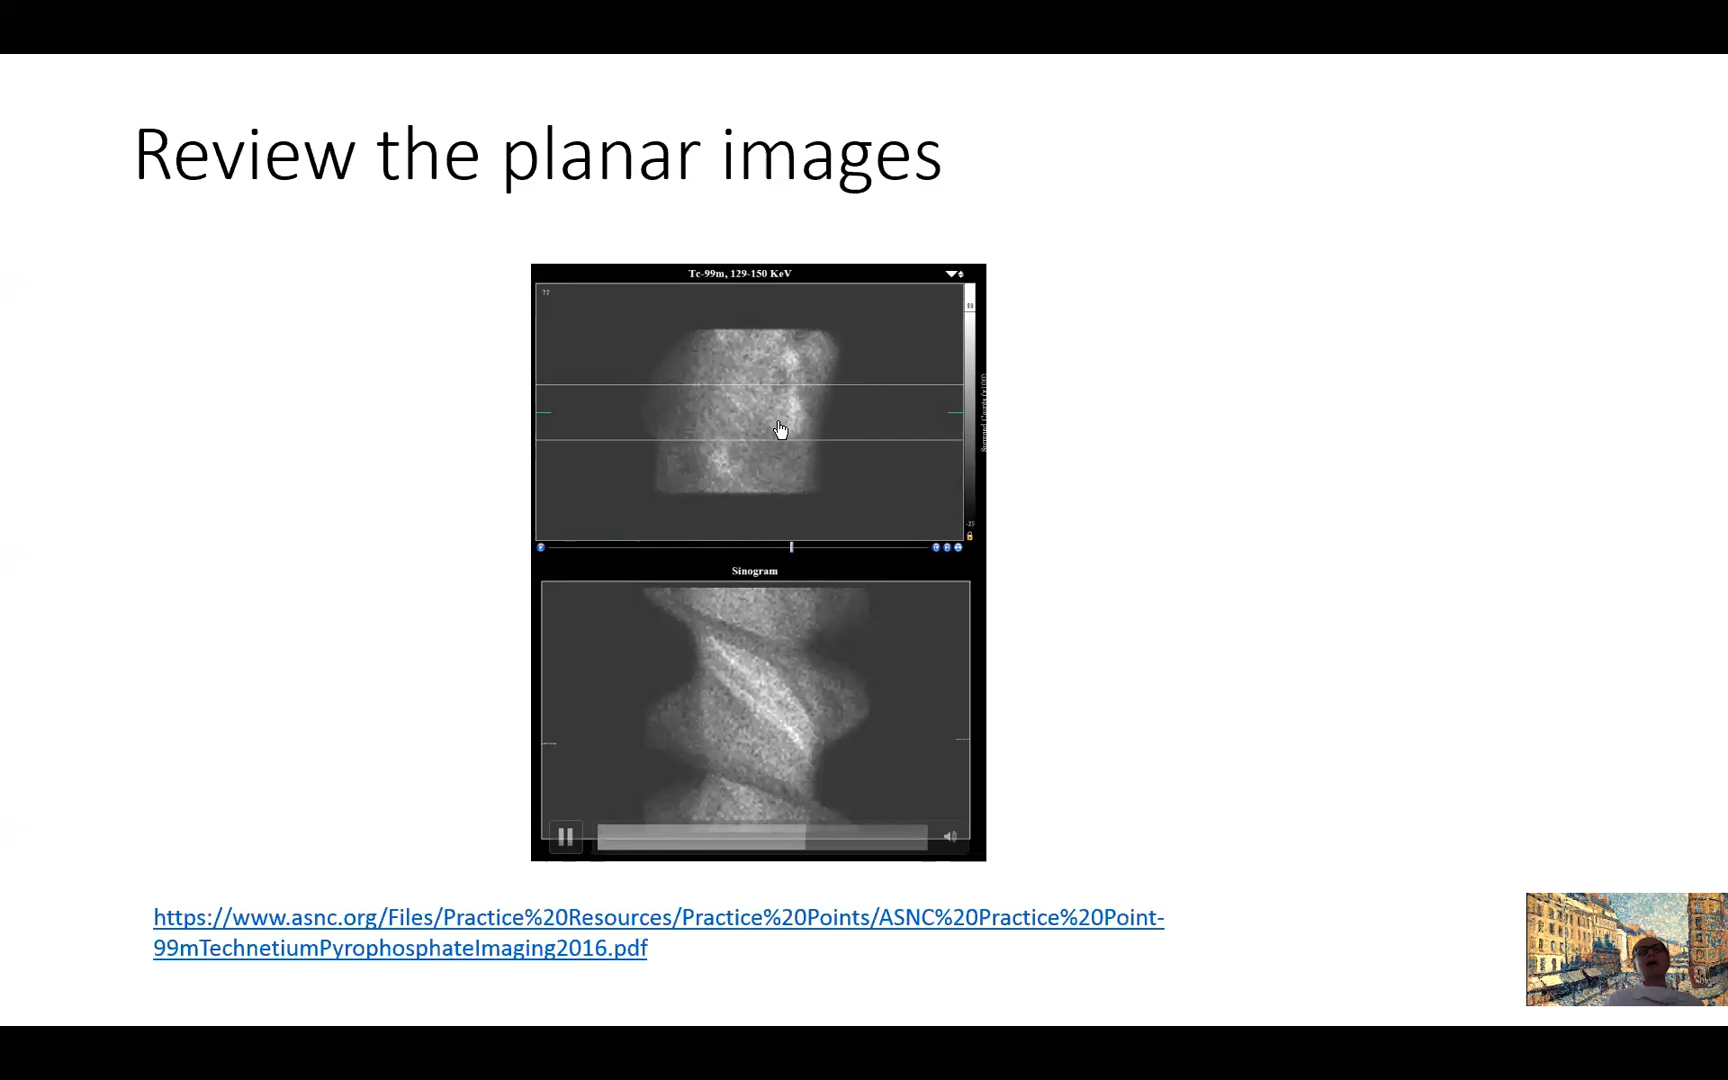 Review the planar images
Tc-99m, 129-150 KeV
77
Sinogram
https://www.asnc.org/Files/Practice%20Resources/Practice%20Points/ASNC%20Practice%20Point-
99mTechnetiumPyrophosphateImaging2016.pdf